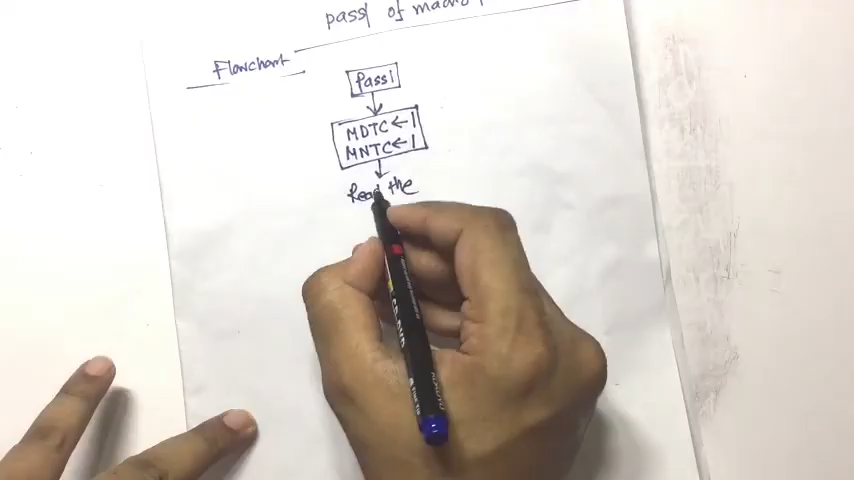 pass1 of macro
Flowchart
Pass1
MDTC←1
MNTC←1
Read the